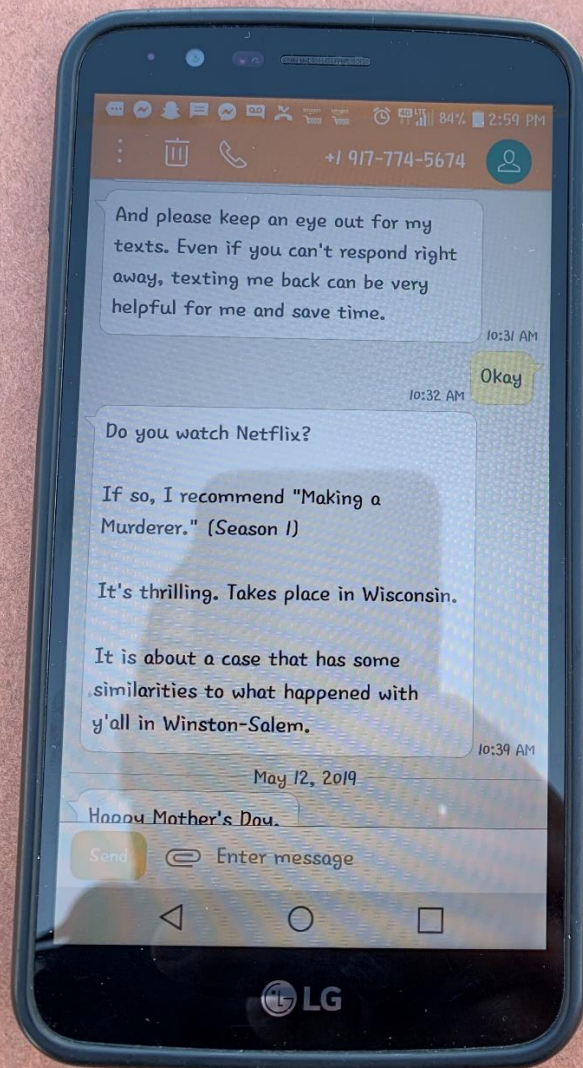 84% 2:59 PM
+1 917-774-5674
And please keep an eye out for my
texts. Even if you can't respond right
away, texting me back can be very
helpful for me and save time.
10:31 AM
Okay
10:32 AM
Do you watch Netflix?
If so, I recommend "Making a
Murderer." (Season 1)
It's thrilling. Takes place in Wisconsin.
It is about a case that has some
similarities to what happened with
y'all in Winston-Salem.
10:39 AM
May 12, 2019
Happy Mother's Day.
Send Enter message
LG